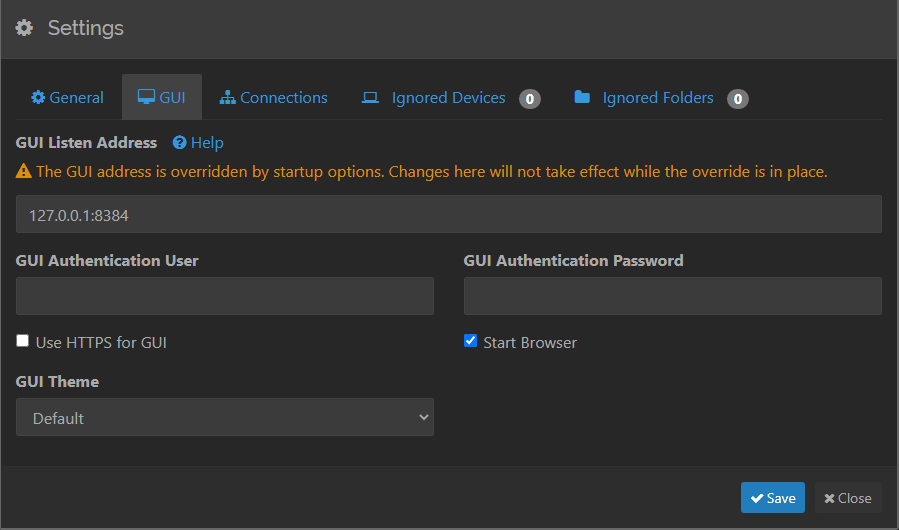 Settings
General GUI Connections Ignored Devices 0 Ignored Folders 0
GUI Listen Address Help
The GUI address is overridden by startup options. Changes here will not take effect while the override is in place.
127.0.0.1:8384
GUI Authentication User GUI Authentication Password
Use HTTPS for GUI Start Browser
GUI Theme
Default
Save Close